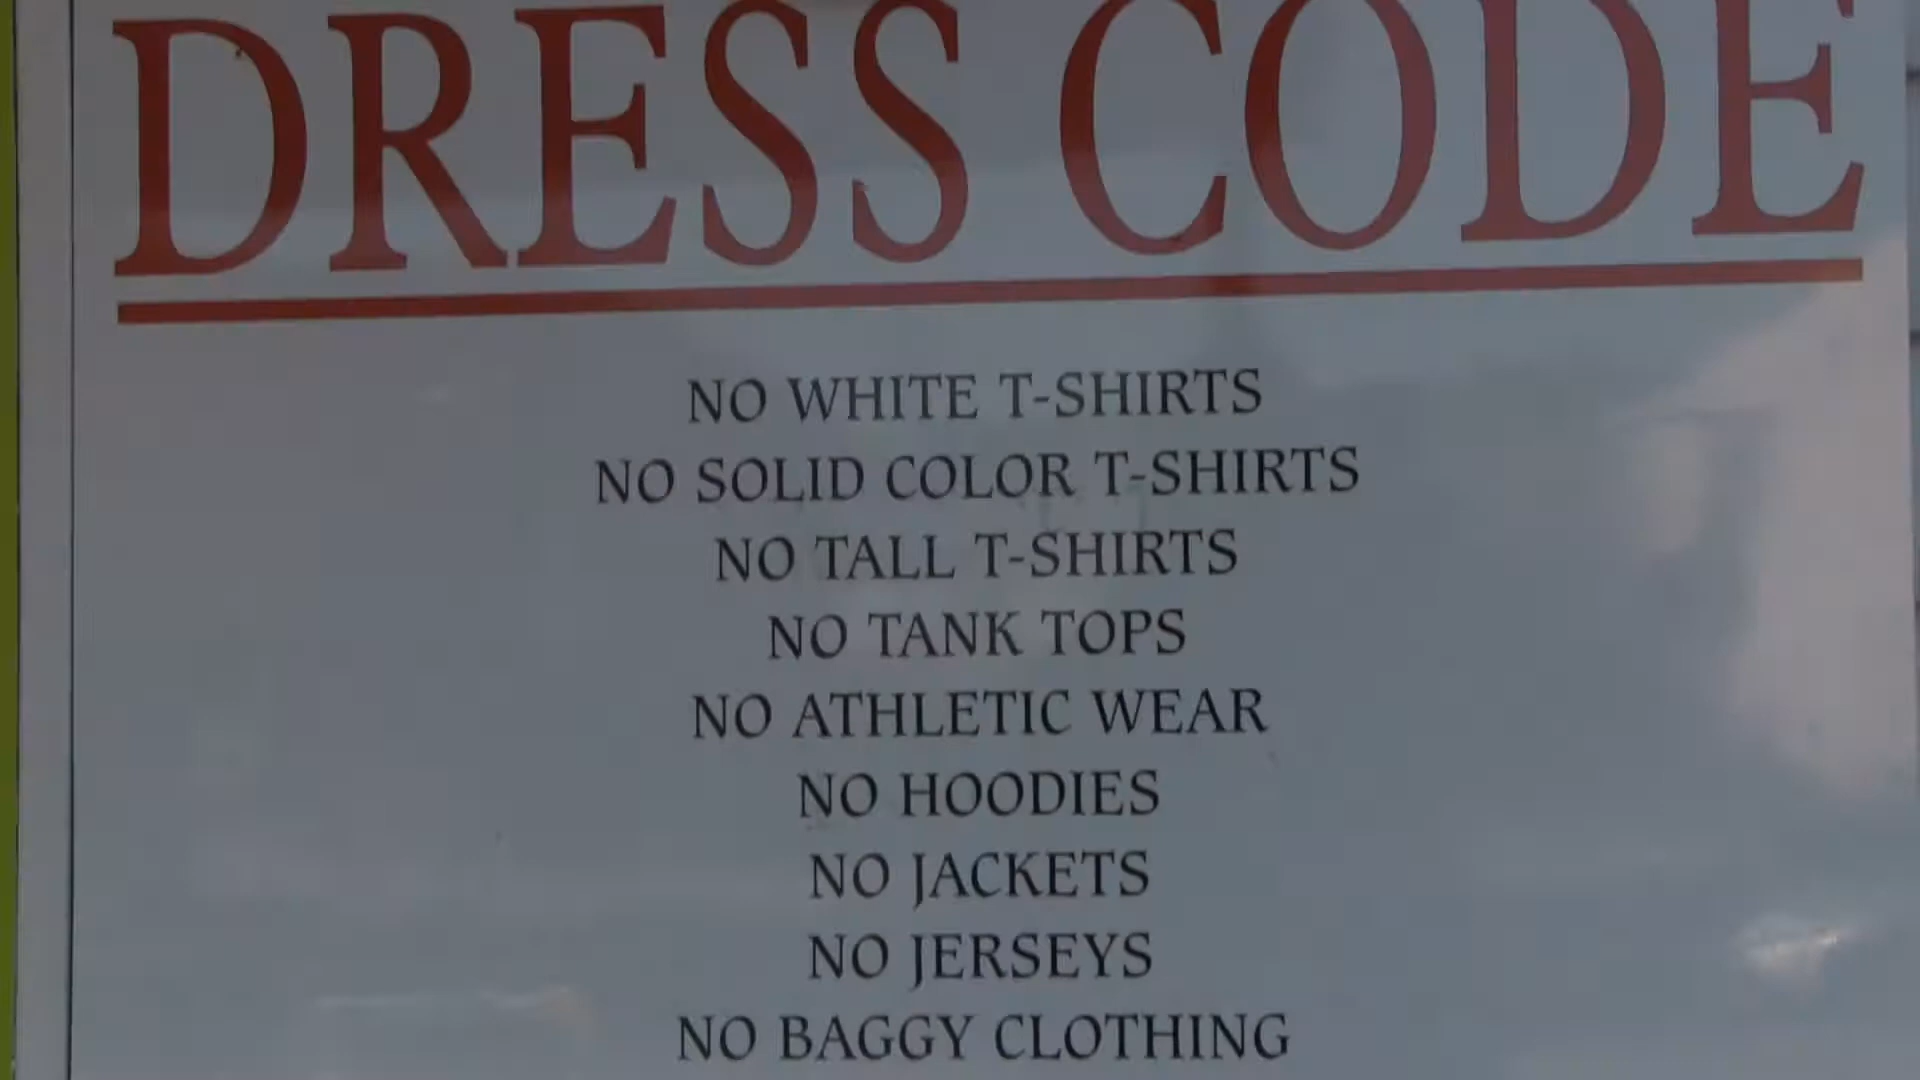 DRESS CODE
NO WHITE T-SHIRTS
NO SOLID COLOR T-SHIRTS
NO TALL T-SHIRTS
NO TANK TOPS
NO ATHLETIC WEAR
NO HOODIES
NO JACKETS
NO JERSEYS
NO BAGGY CLOTHING